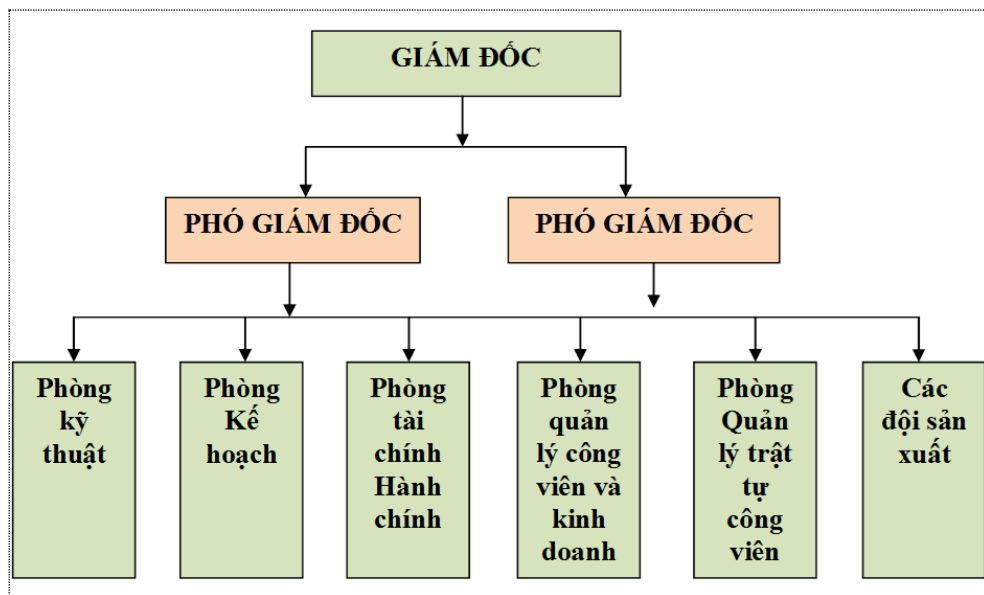 GIÁM ĐỐC
PHÓ GIÁM ĐỐC
PHÓ GIÁM ĐỐC
Phòng
kỹ
thuật
Phòng
Kế
hoạch
Phòng
tài
chính
Hành
chính
Phòng
quản
lý công
viên và
kinh
doanh
Phòng
Quản
lý trật
tự
công
viên
Các
đội sản
xuất